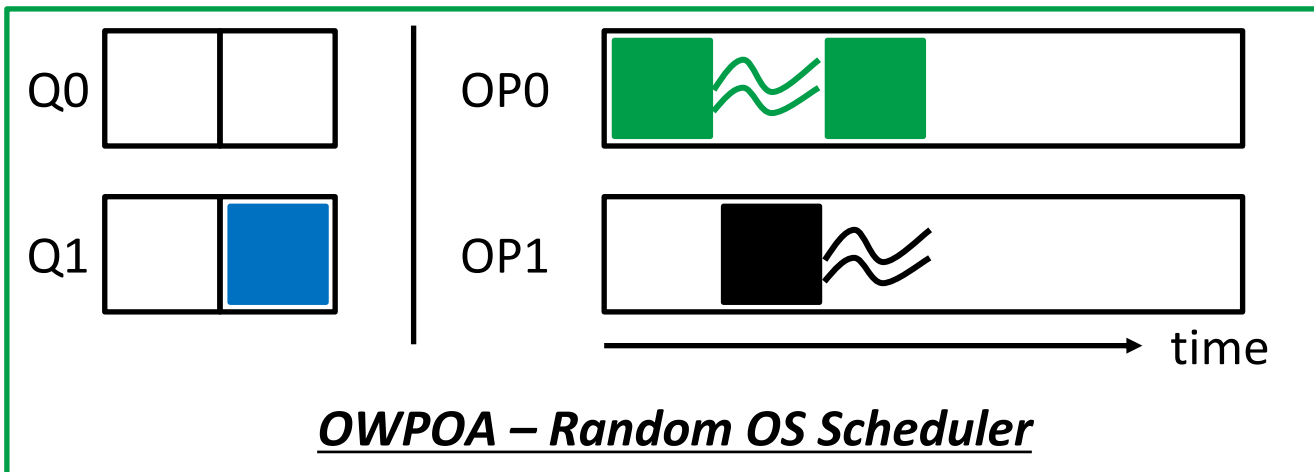 Q0
OP0
Q1
OP1
time
OWPOA – Random OS Scheduler